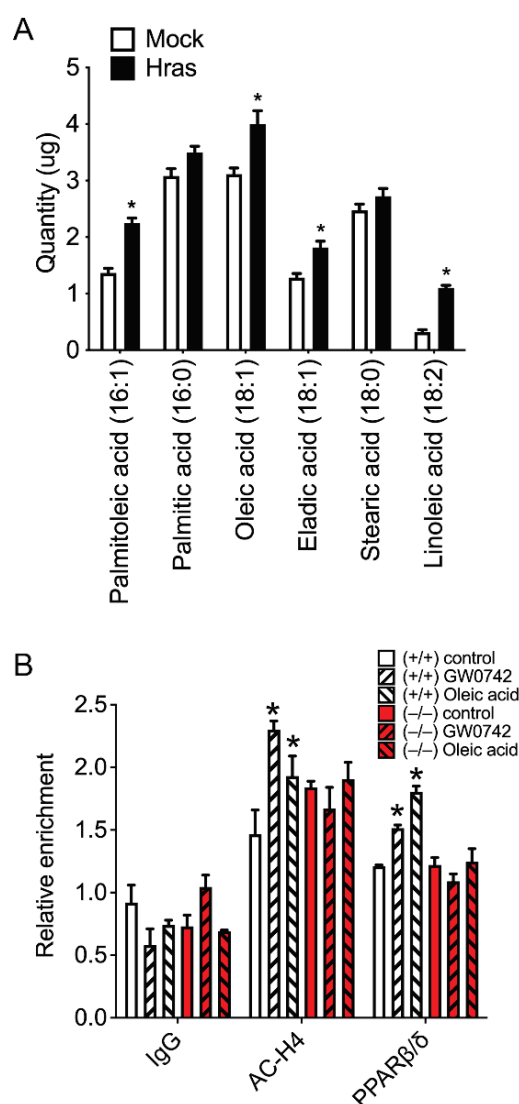 A
Mock
Hras
Quantity (ug)
5
4
3
2
1
0
*
*
*
*
Palmitoleic acid (16:1)
Palmitic acid (16:0)
Oleic acid (18:1)
Eladic acid (18:1)
Stearic acid (18:0)
Linoleic acid (18:2)
B
(+/+) control
(+/+) GW0742
(+/+) Oleic acid
(–/–) control
(–/–) GW0742
(–/–) Oleic acid
Relative enrichment
2.5
2.0
1.5
1.0
0.5
0.0
*
*
*
*
IgG
AC-H4
PPARβ/δ